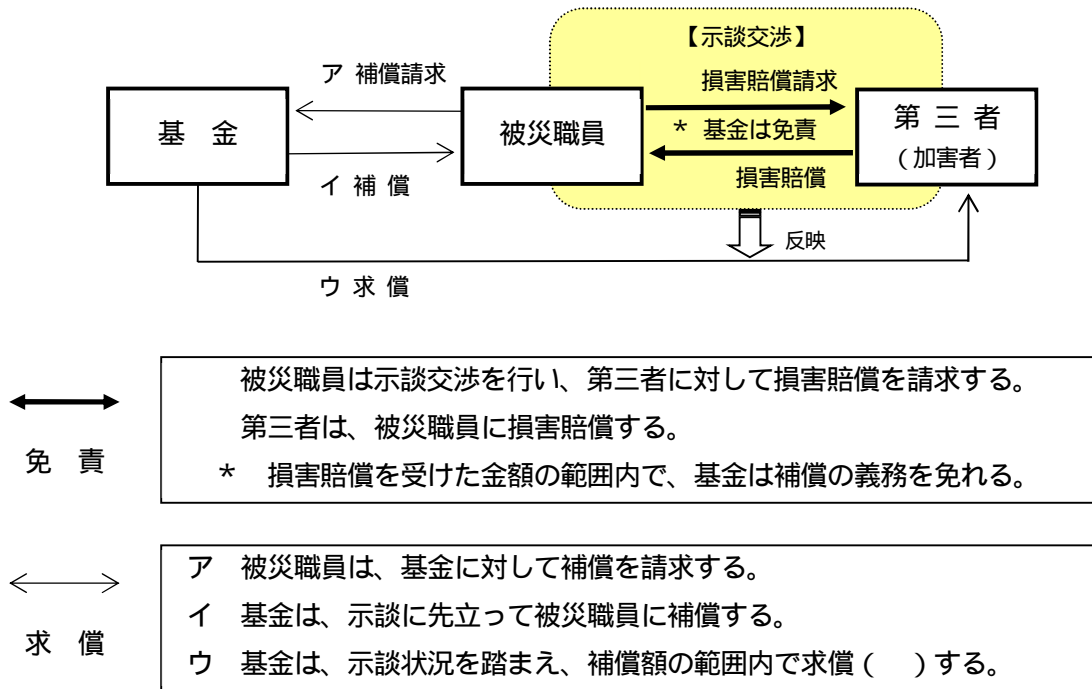 【示談交渉】
ア 補償請求
損害賠償請求
基 金
被災職員
* 基金は免責
第 三 者
(加害者)
イ 補 償
損害賠償
反映
ウ 求 償
免 責
被災職員は示談交渉を行い、第三者に対して損害賠償を請求する。
第三者は、被災職員に損害賠償する。
* 損害賠償を受けた金額の範囲内で、基金は補償の義務を免れる。
求 償
ア 被災職員は、基金に対して補償を請求する。
イ 基金は、示談に先立って被災職員に補償する。
ウ 基金は、示談状況を踏まえ、補償額の範囲内で求償( )する。